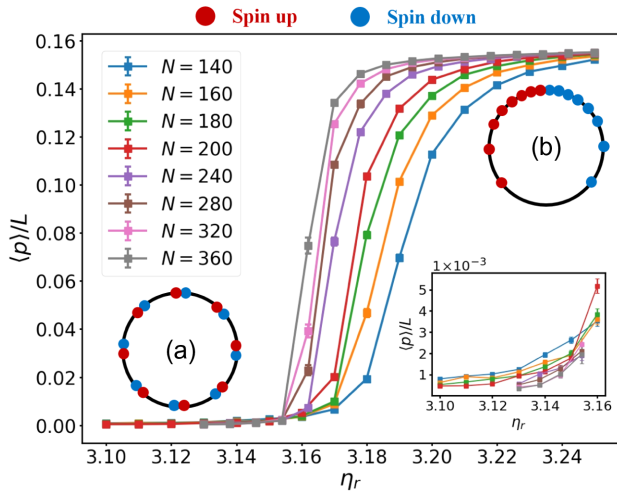 Spin up
Spin down
0.16
0.14
0.12
0.10
0.08
0.06
0.04
0.02
0.00
⟨p⟩/L
N = 140
N = 160
N = 180
N = 200
N = 240
N = 280
N = 320
N = 360
(a)
(b)
1×10⁻³
5
4
3
2
1
⟨p⟩/L
3.10
3.12
3.14
3.16
ηr
3.10
3.12
3.14
3.16
3.18
3.20
3.22
3.24
ηr